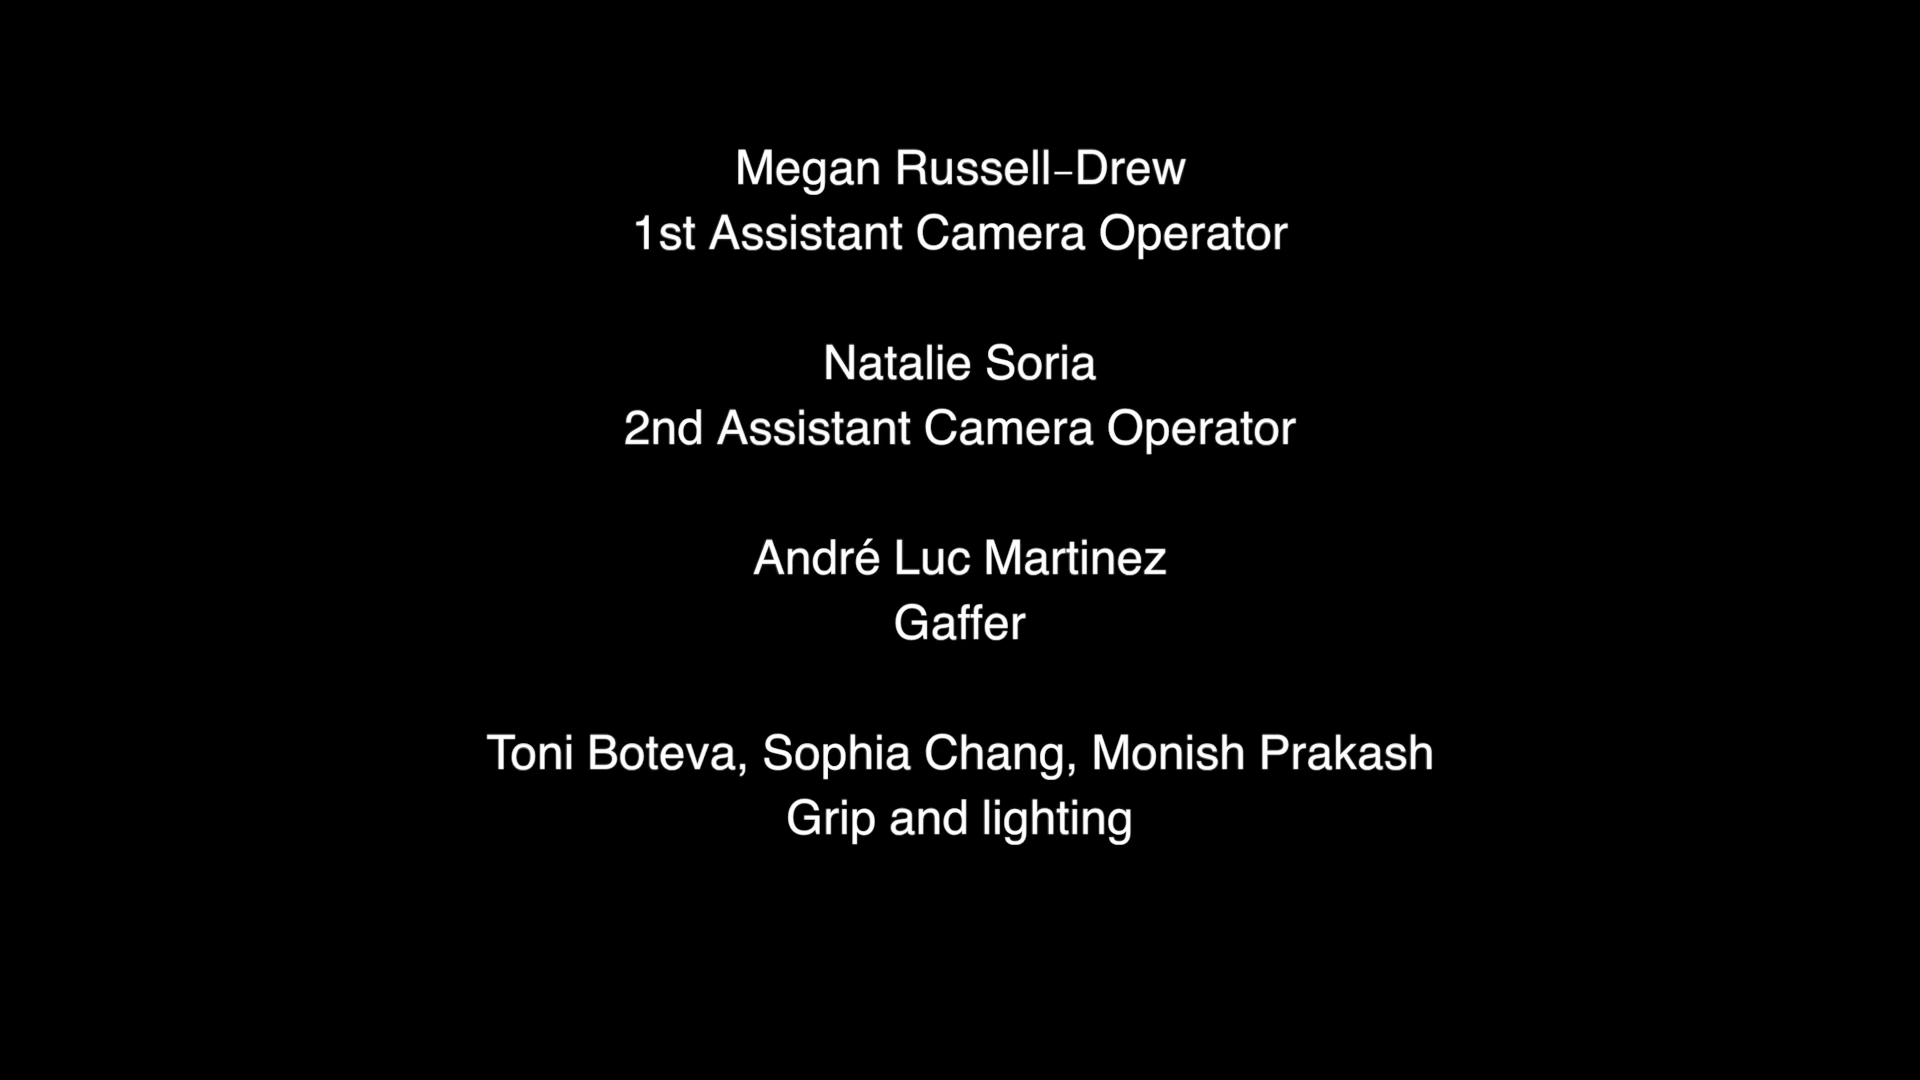 Megan Russell-Drew
1st Assistant Camera Operator
Natalie Soria
2nd Assistant Camera Operator
André Luc Martinez
Gaffer
Toni Boteva, Sophia Chang, Monish Prakash
Grip and lighting